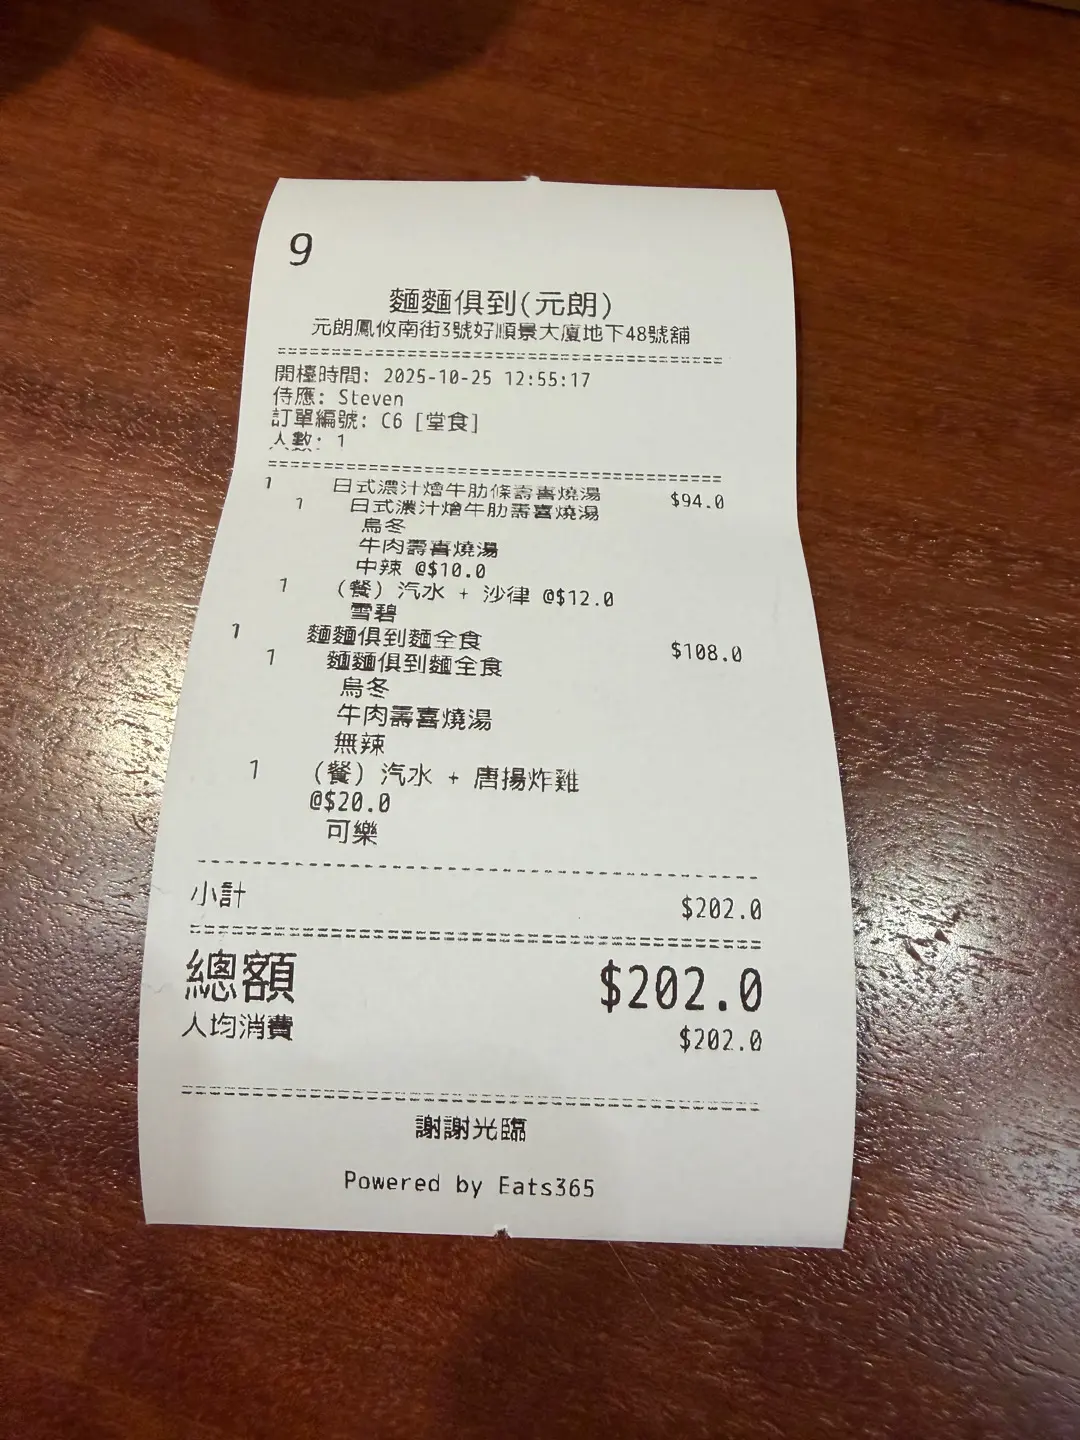 9
麵麵俱到(元朗)
元朗鳳攸南街3號好順景大廈地下48號舖
開檯時間: 2025-10-25 12:55:17
侍應: Steven
訂單編號: C6 [堂食]
人數: 1
1 日式濃汁燴牛肋條壽喜燒湯 $94.0
1 日式濃汁燴牛肋壽喜燒湯
烏冬
牛肉壽喜燒湯
中辣 @$10.0
1 (餐) 汽水 + 沙律 @$12.0
雪碧
1 麵麵俱到麵全食 $108.0
1 麵麵俱到麵全食
烏冬
牛肉壽喜燒湯
無辣
1 (餐) 汽水 + 唐揚炸雞
@$20.0
可樂
小計 $202.0
總額 $202.0
人均消費 $202.0
謝謝光臨
Powered by Eats365